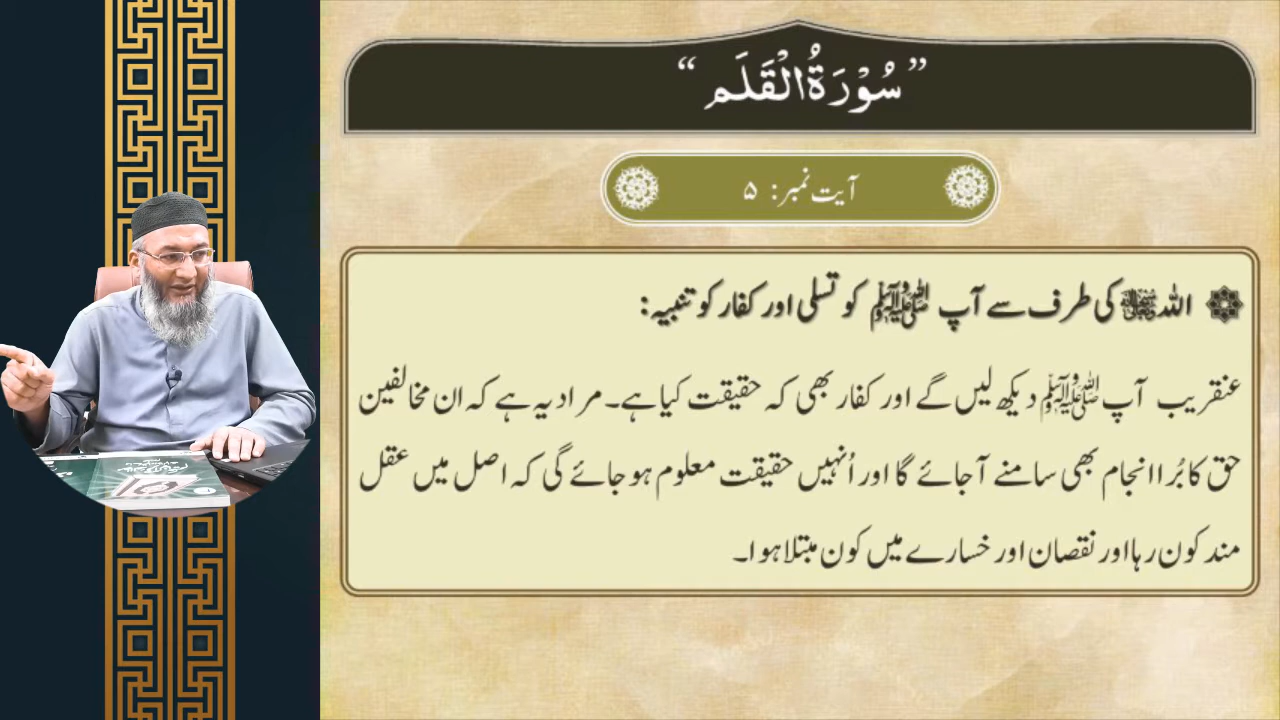 ”سُوْرَۃُ الْقَلَم“
آیت نمبر: ۵
اللہ ﷻ کی طرف سے آپ ﷺ کو تسلی اور کفار کو تنبیہ:
عنقریب آپ ﷺ دیکھ لیں گے اور کفار بھی کہ حقیقت کیا ہے۔ مراد یہ ہے کہ ان مخالفین
حق کا بُرا انجام بھی سامنے آجائے گا اور اُنہیں حقیقت معلوم ہو جائے گی کہ اصل میں عقل
مند کون رہا اور نقصان اور خسارے میں کون مبتلا ہوا۔